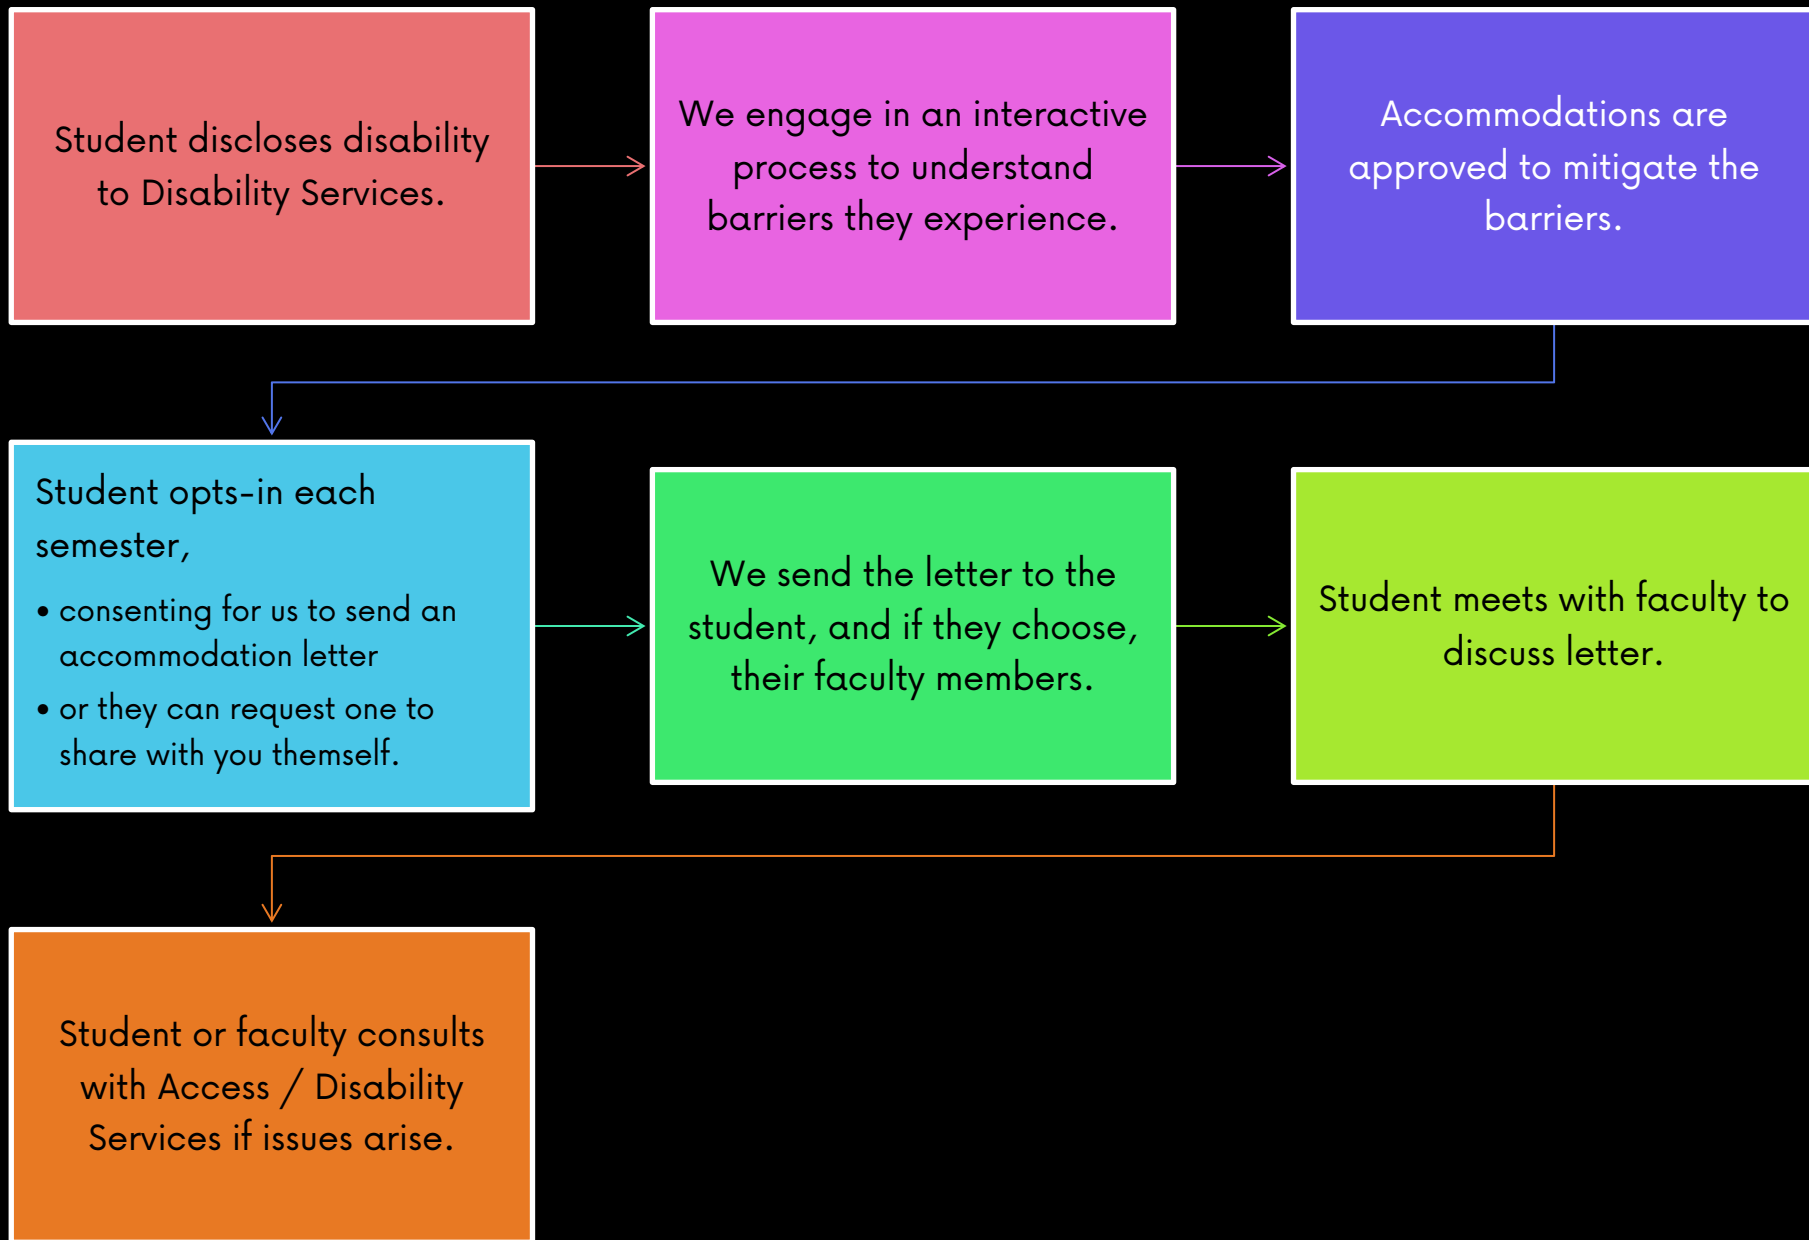 Student discloses disability
to Disability Services.
We engage in an interactive
process to understand
barriers they experience.
Accommodations are
approved to mitigate the
barriers.
Student opts-in each
semester,
• consenting for us to send an
accommodation letter
• or they can request one to
share with you themself.
We send the letter to the
student, and if they choose,
their faculty members.
Student meets with faculty to
discuss letter.
Student or faculty consults
with Access / Disability
Services if issues arise.